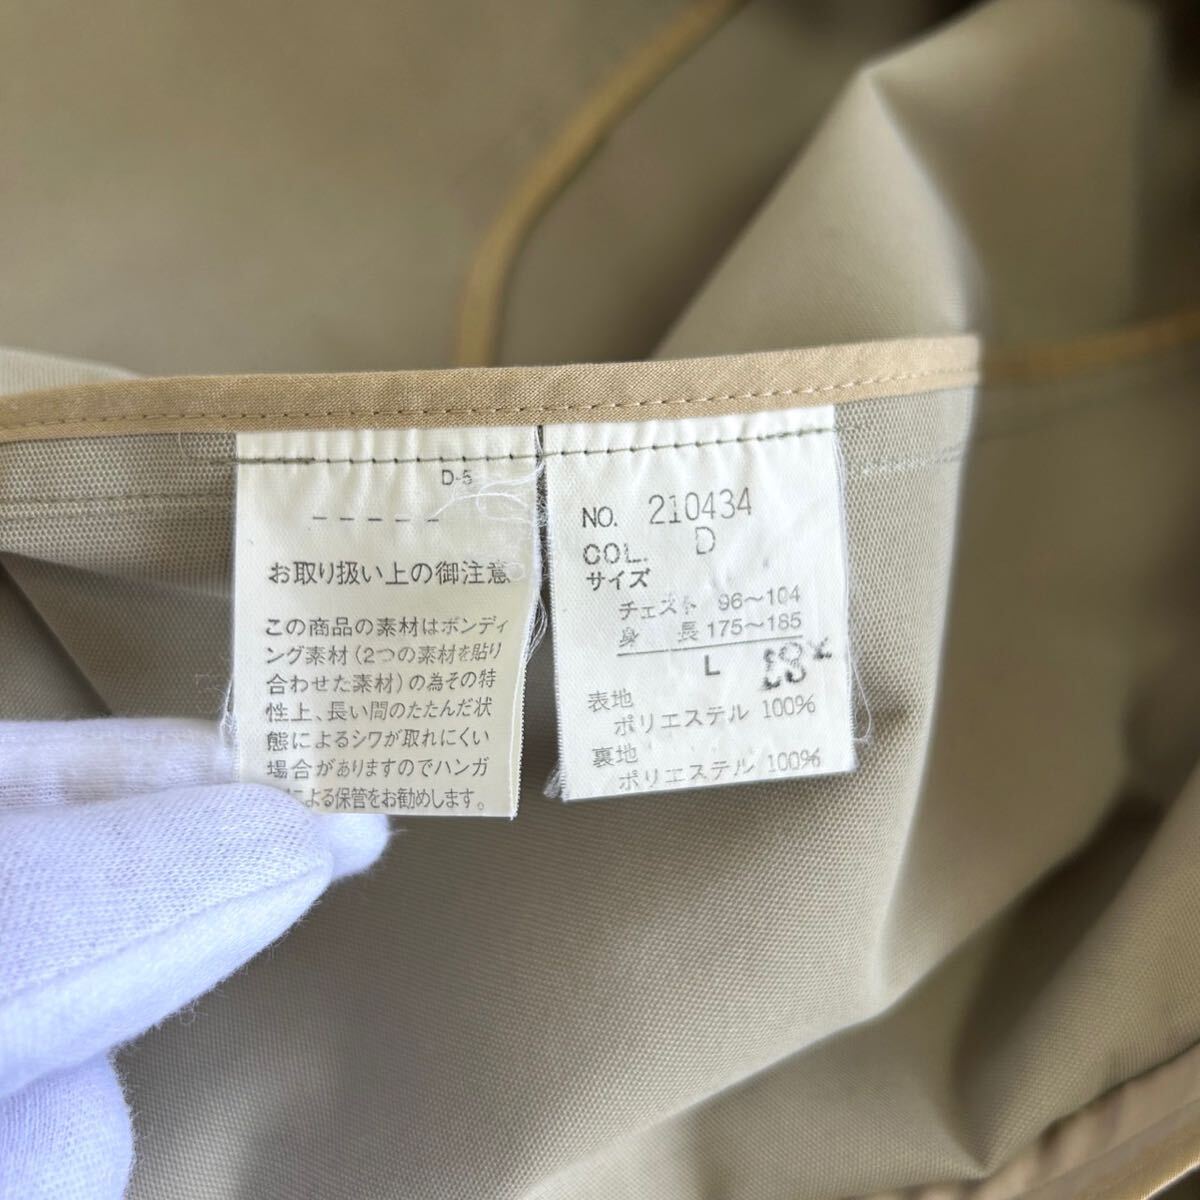 D-5
－－－－－
お取り扱い上の御注意
この商品の素材はボンディ
ング素材(2つの素材を貼り
合わせた素材)の為その特
性上、長い間のたたんだ状
態によるシワが取れにくい
場合がありますのでハンガ
による保管をお勧めします。
NO. 210434
COL. D
サイズ
チェスト 96～104
身 長 175～185
L
表地
ポリエステル 100%
裏地
ポリエステル 100%